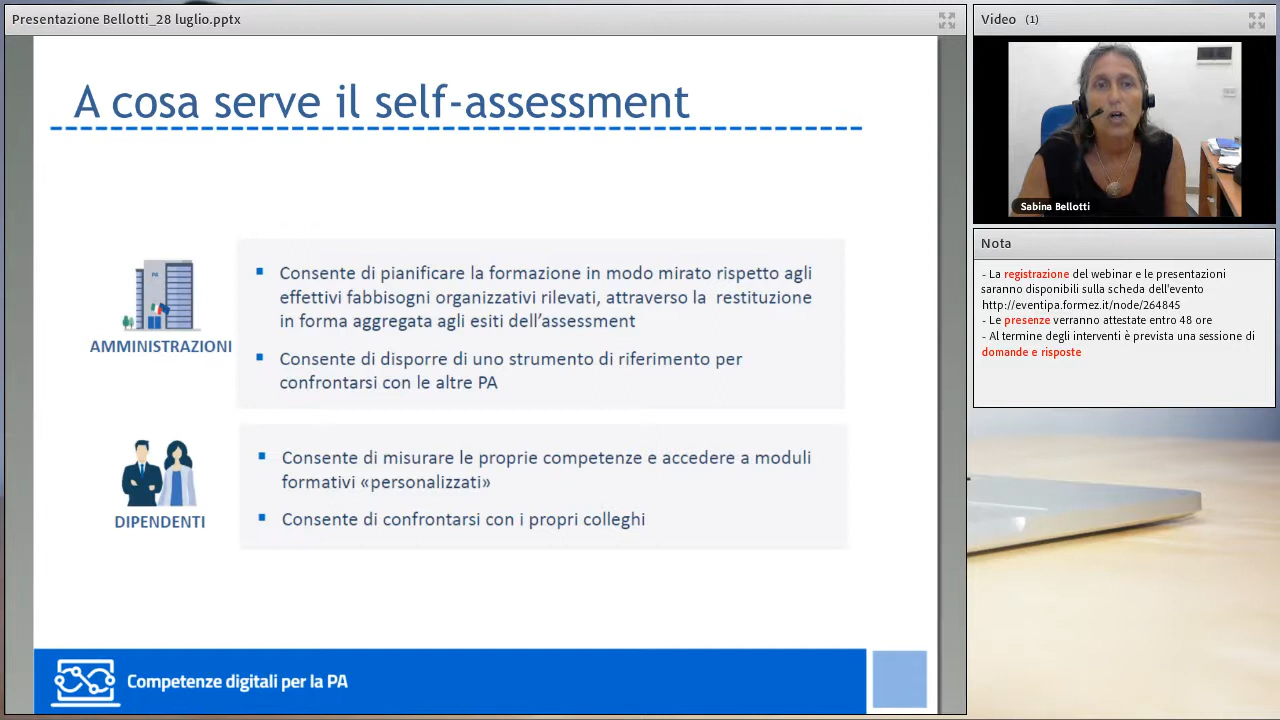 Presentazione Bellotti_28 luglio.pptx
A cosa serve il self-assessment
PA
AMMINISTRAZIONI
▪ Consente di pianificare la formazione in modo mirato rispetto agli
effettivi fabbisogni organizzativi rilevati, attraverso la restituzione
in forma aggregata agli esiti dell’assessment
▪ Consente di disporre di uno strumento di riferimento per
confrontarsi con le altre PA
DIPENDENTI
▪ Consente di misurare le proprie competenze e accedere a moduli
formativi «personalizzati»
▪ Consente di confrontarsi con i propri colleghi
Competenze digitali per la PA
Video (1)
Sabina Bellotti
Nota
- La registrazione del webinar e le presentazioni
saranno disponibili sulla scheda dell'evento
http://eventipa.formez.it/node/264845
- Le presenze verranno attestate entro 48 ore
- Al termine degli interventi è prevista una sessione di
domande e risposte